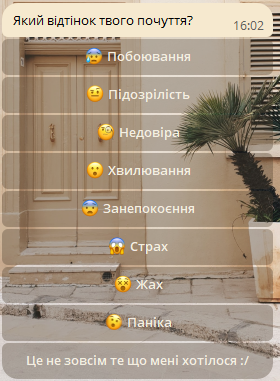 Який відтінок твого почуття?
16:02
😰 Побоювання
🤨 Підозрілість
🧐 Недовіра
😮 Хвилювання
😨 Занепокоєння
😱 Страх
😵 Жах
😯 Паніка
Це не зовсім те що мені хотілося :/